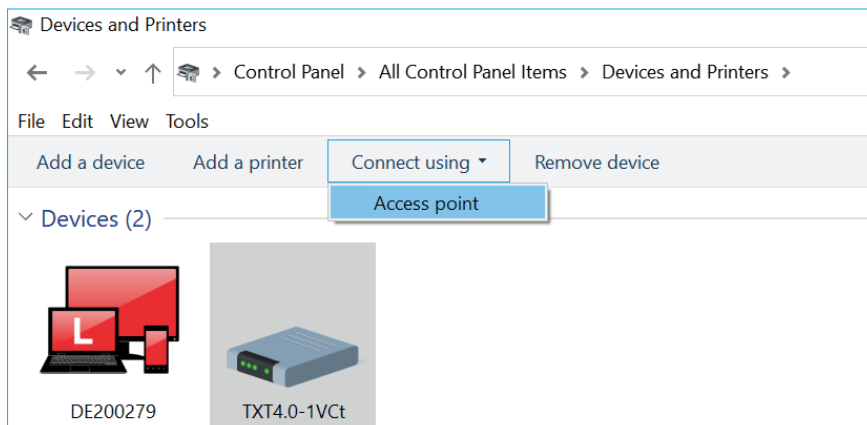 Devices and Printers
Control Panel > All Control Panel Items > Devices and Printers >
File Edit View Tools
Add a device Add a printer Connect using Remove device
Access point
Devices (2)
L
DE200279 TXT4.0-1VCt